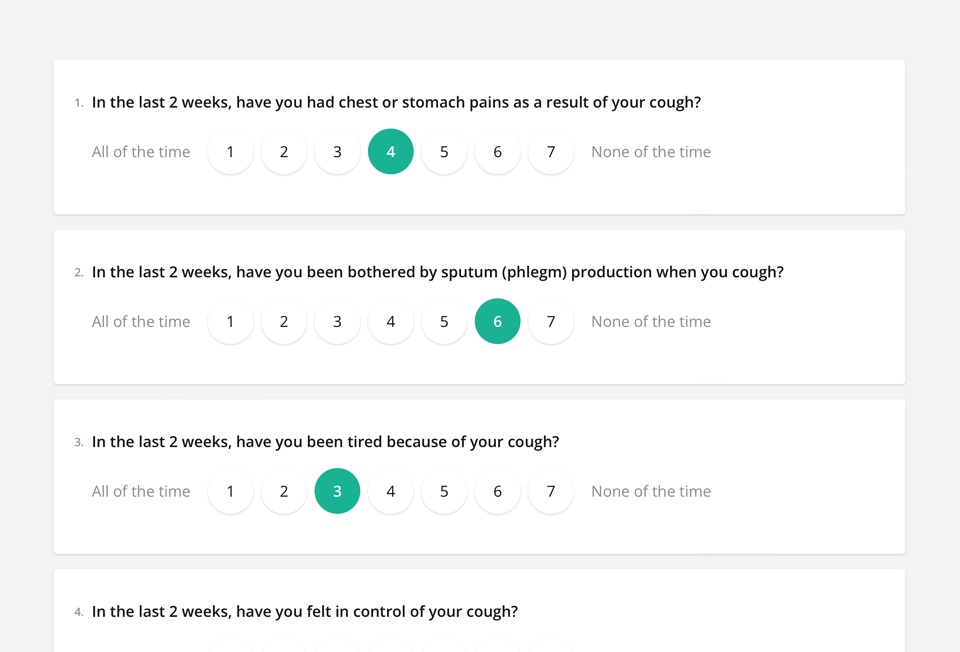 1. In the last 2 weeks, have you had chest or stomach pains as a result of your cough?
All of the time 1 2 3 4 5 6 7 None of the time
2. In the last 2 weeks, have you been bothered by sputum (phlegm) production when you cough?
All of the time 1 2 3 4 5 6 7 None of the time
3. In the last 2 weeks, have you been tired because of your cough?
All of the time 1 2 3 4 5 6 7 None of the time
4. In the last 2 weeks, have you felt in control of your cough?